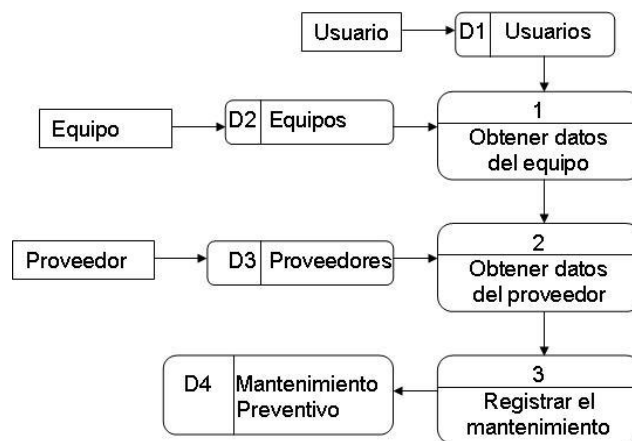 Usuario
D1 Usuarios
Equipo
D2 Equipos
1
Obtener datos
del equipo
Proveedor
D3 Proveedores
2
Obtener datos
del proveedor
D4 Mantenimiento
Preventivo
3
Registrar el
mantenimiento